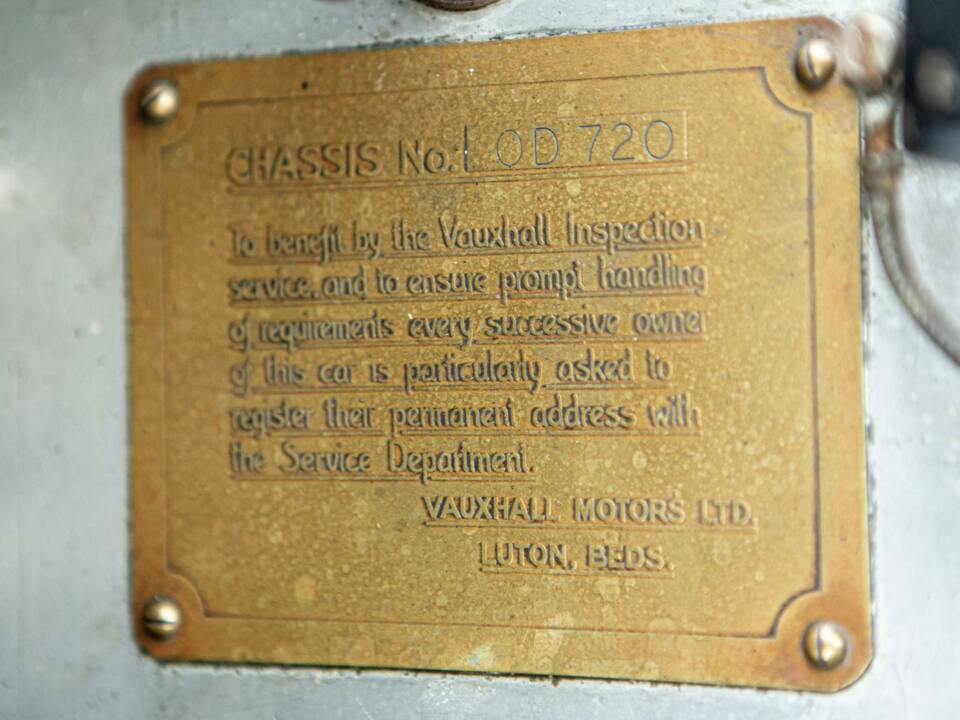 CHASSIS No.: OD 720
To benefit by the Vauxhall Inspection
service, and to ensure prompt handling
of requirements every successive owner
of this car is particularly asked to
register their permanent address with
the Service Department.
VAUXHALL MOTORS LTD.
LUTON, BEDS.